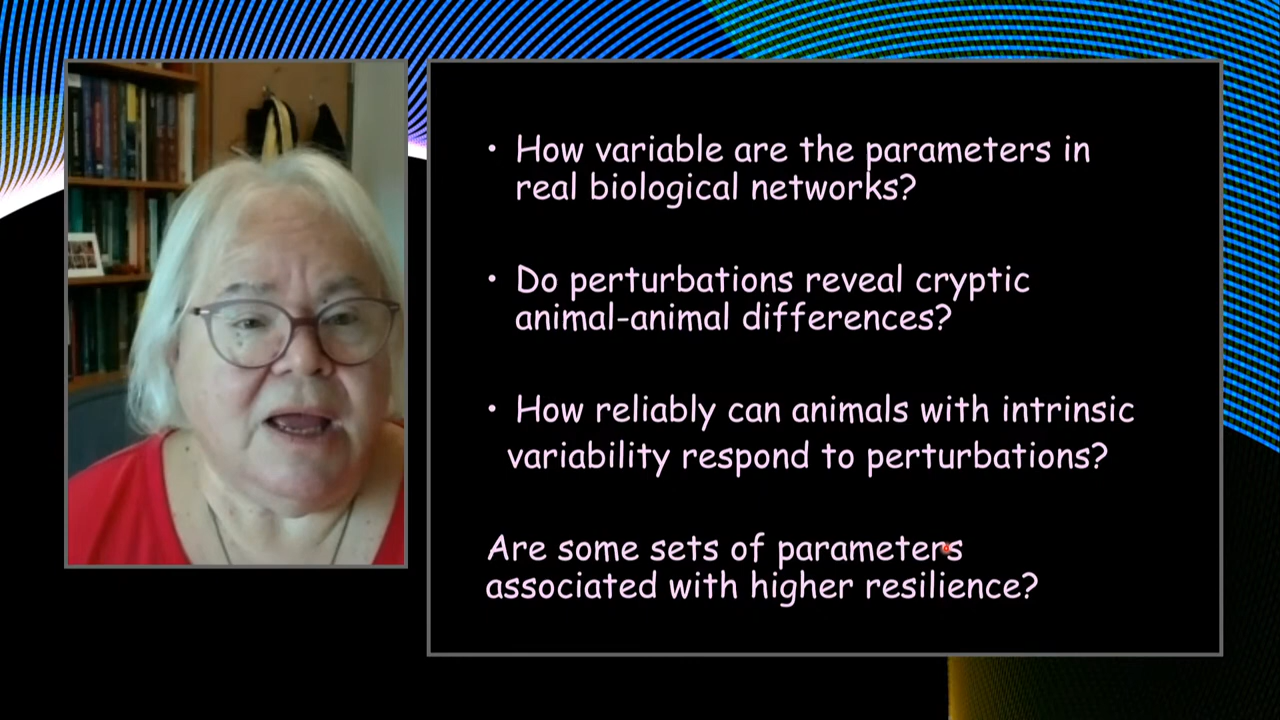 • How variable are the parameters in
real biological networks?
• Do perturbations reveal cryptic
animal-animal differences?
• How reliably can animals with intrinsic
variability respond to perturbations?
Are some sets of parameters
associated with higher resilience?